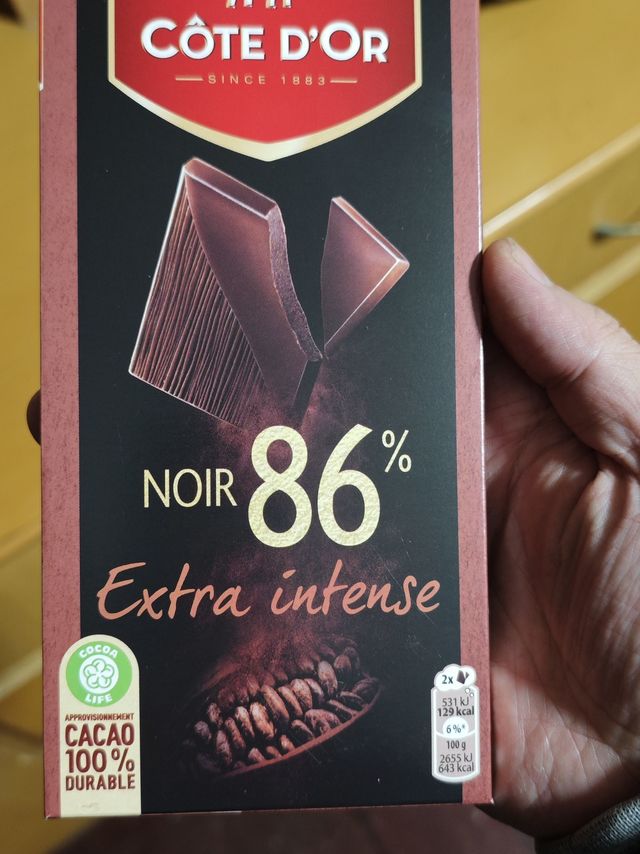 CÔTE D'OR
SINCE 1883
NOIR 86%
Extra intense
COCOA
LIFE
APPROVISIONNEMENT
CACAO
100%
DURABLE
2x
531 kJ
129 kcal
6%*
100 g
2655 kJ
643 kcal